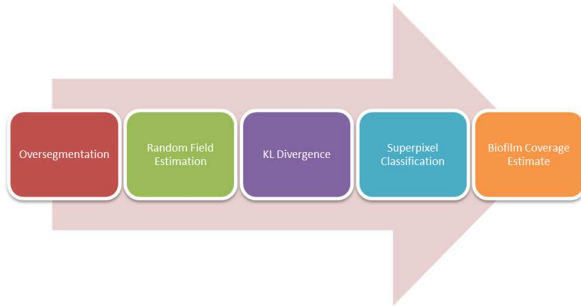 Oversegmentation
Random Field
Estimation
KL Divergence
Superpixel
Classification
Biofilm Coverage
Estimate